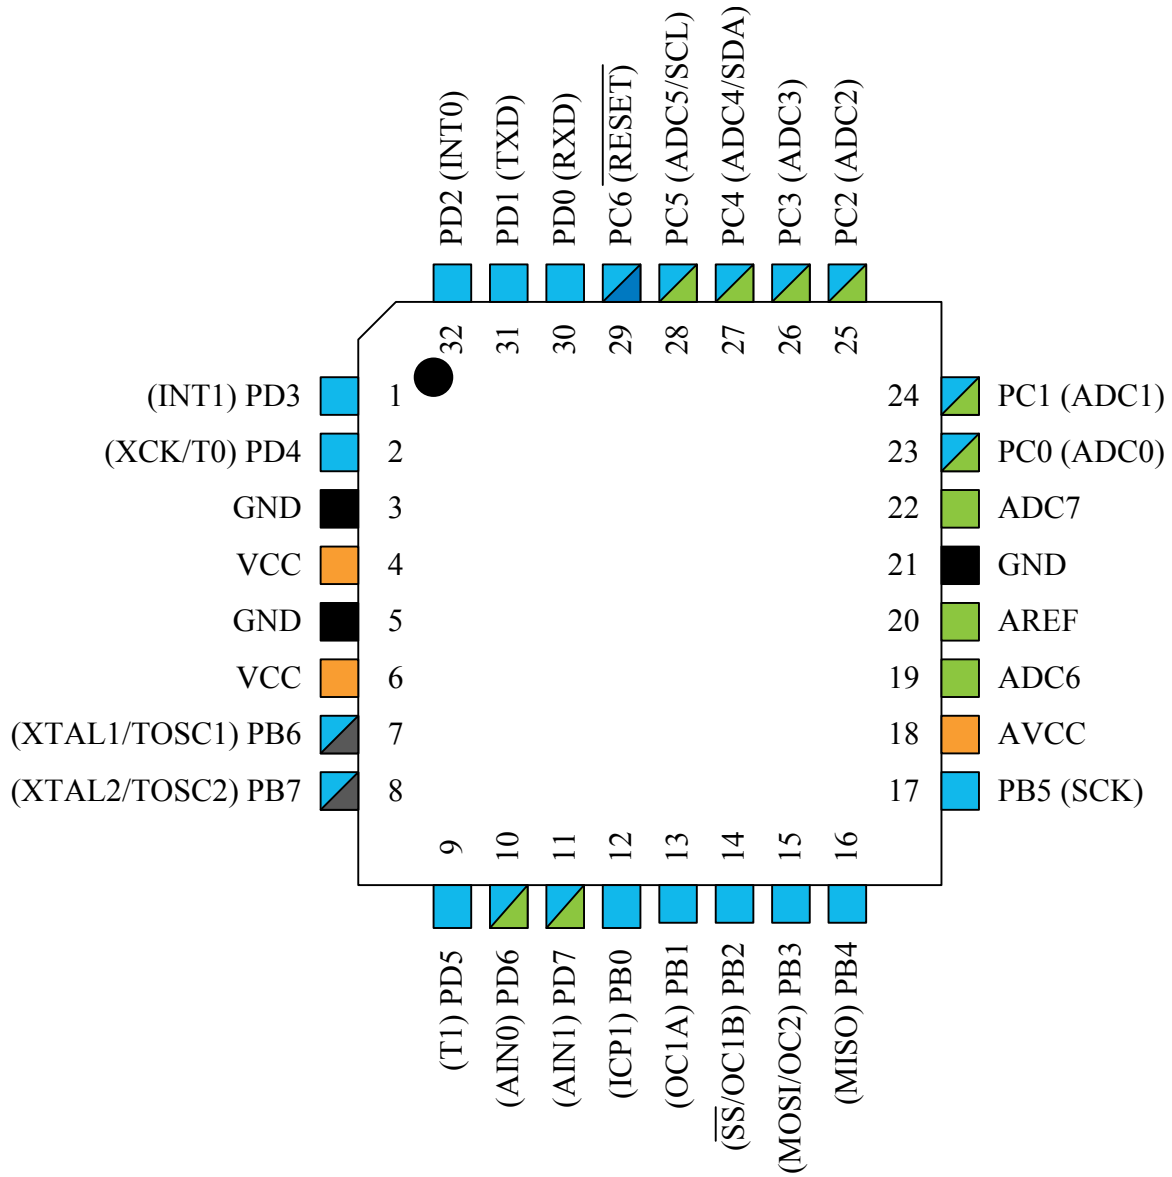 PD2 (INT0)
PD1 (TXD)
PD0 (RXD)
PC6 (RESET)
PC5 (ADC5/SCL)
PC4 (ADC4/SDA)
PC3 (ADC3)
PC2 (ADC2)
32
31
30
29
28
27
26
25
(INT1) PD3 1
(XCK/T0) PD4 2
GND 3
VCC 4
GND 5
VCC 6
(XTAL1/TOSC1) PB6 7
(XTAL2/TOSC2) PB7 8
24 PC1 (ADC1)
23 PC0 (ADC0)
22 ADC7
21 GND
20 AREF
19 ADC6
18 AVCC
17 PB5 (SCK)
9
10
11
12
13
14
15
16
(T1) PD5
(AIN0) PD6
(AIN1) PD7
(ICP1) PB0
(OC1A) PB1
(SS/OC1B) PB2
(MOSI/OC2) PB3
(MISO) PB4